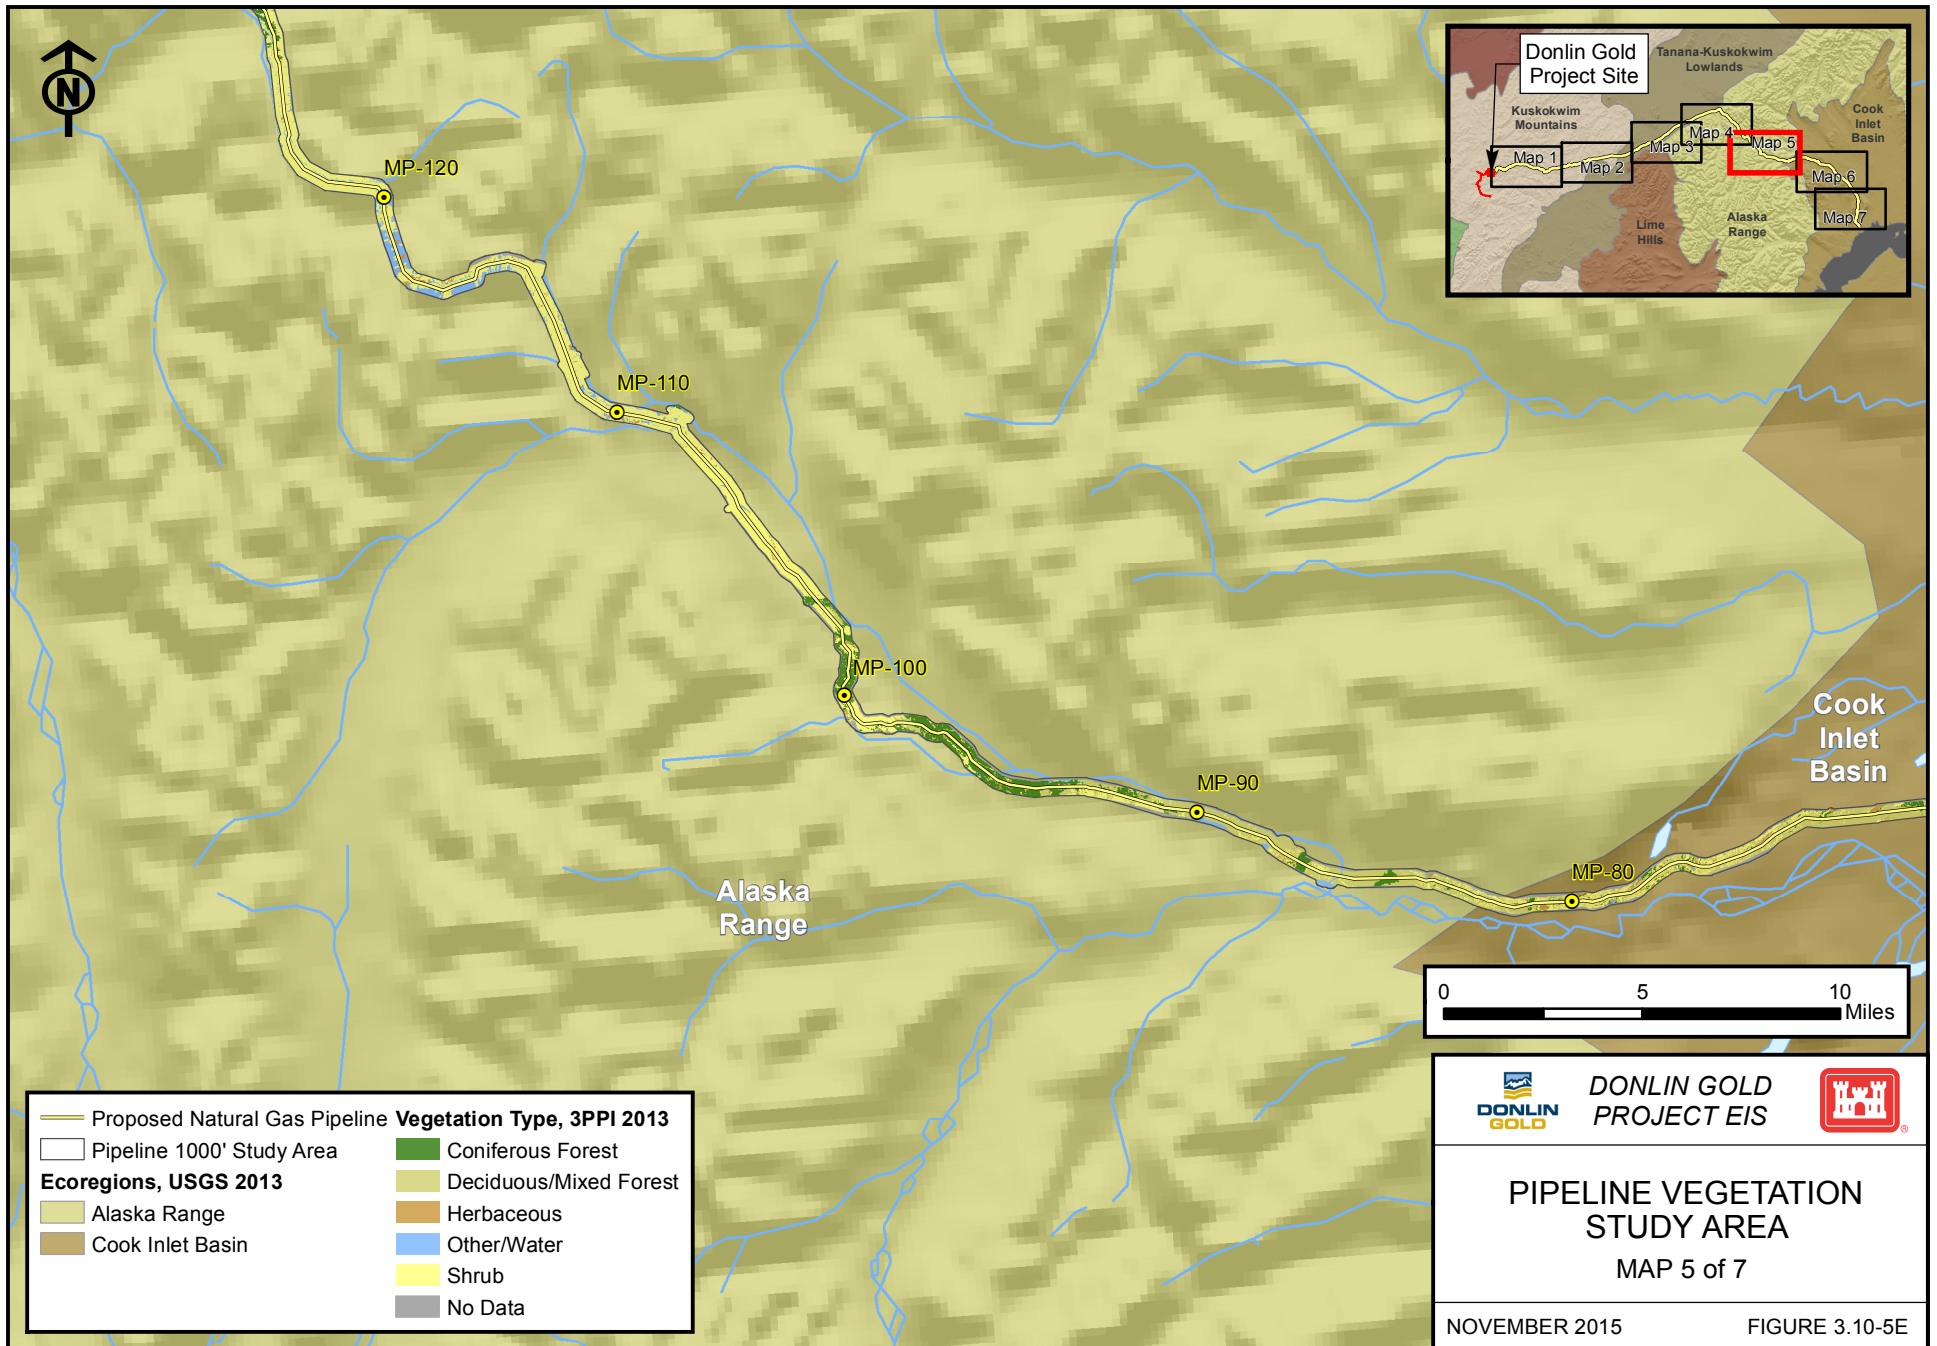 N
MP-120
MP-110
MP-100
MP-90
MP-80
Alaska
Range
Cook
Inlet
Basin
Donlin Gold
Project Site
Tanana-Kuskokwim
Lowlands
Kuskokwim
Mountains
Cook
Inlet
Basin
Lime
Hills
Alaska
Range
Map 1
Map 2
Map 3
Map 4
Map 5
Map 6
Map 7
0 5 10
Miles
Proposed Natural Gas Pipeline
Pipeline 1000' Study Area
Ecoregions, USGS 2013
Alaska Range
Cook Inlet Basin
Vegetation Type, 3PPI 2013
Coniferous Forest
Deciduous/Mixed Forest
Herbaceous
Other/Water
Shrub
No Data
DONLIN
GOLD
DONLIN GOLD
PROJECT EIS
®
PIPELINE VEGETATION
STUDY AREA
MAP 5 of 7
NOVEMBER 2015 FIGURE 3.10-5E